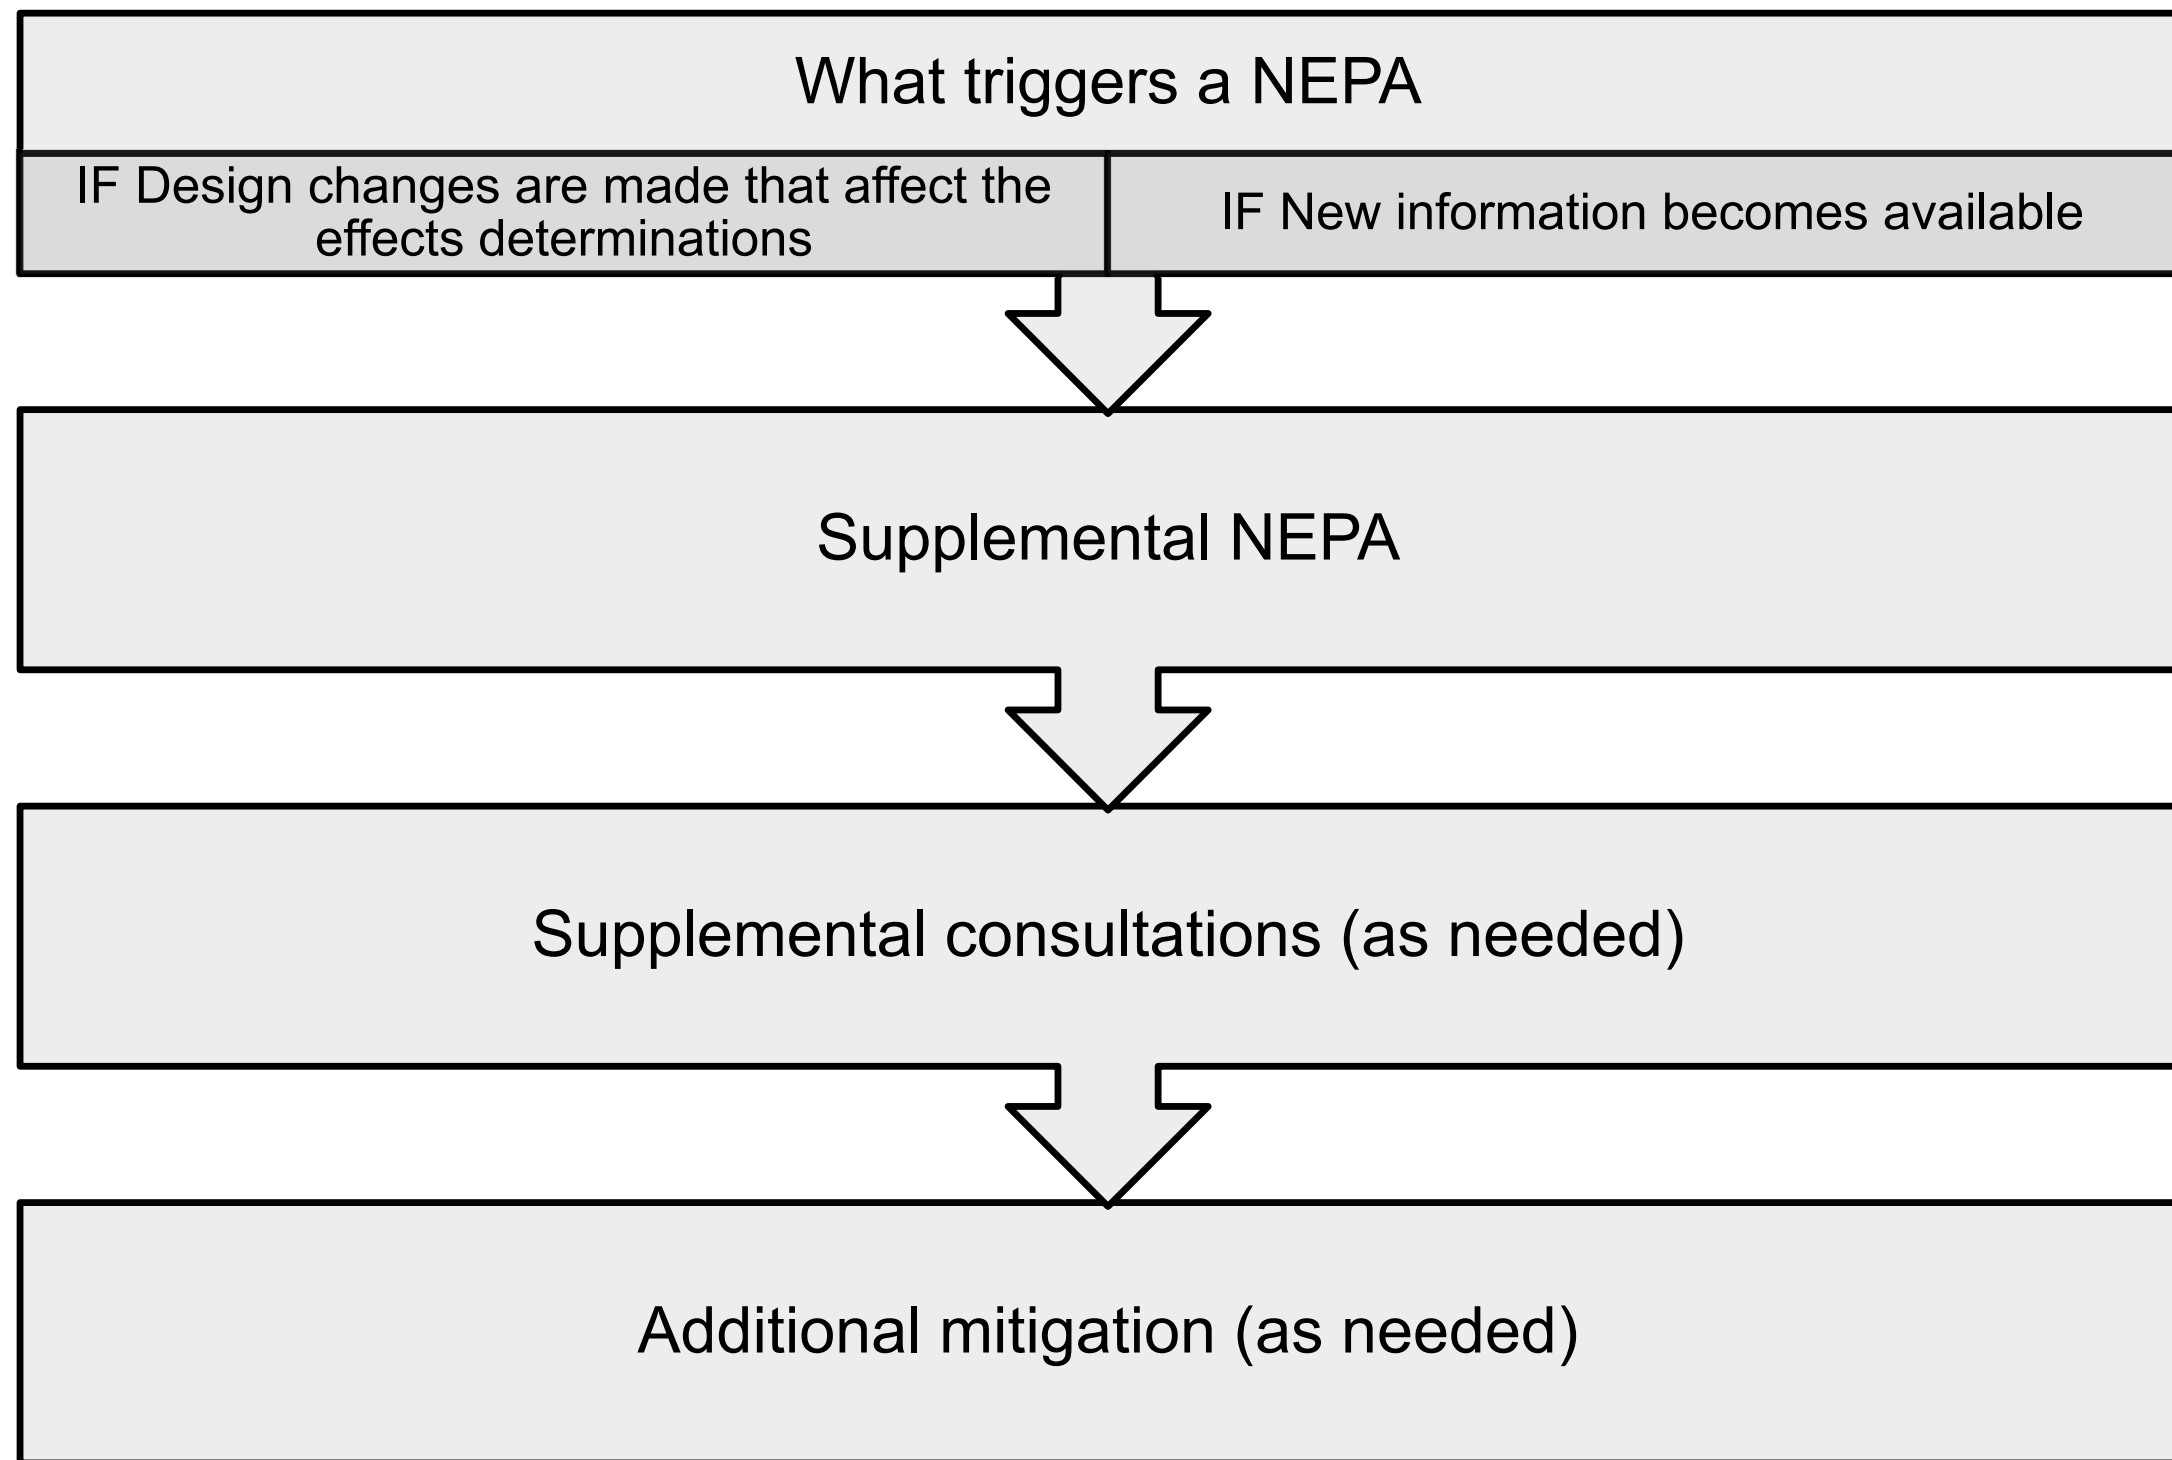 What triggers a NEPA
IF Design changes are made that affect the
effects determinations
IF New information becomes available
Supplemental NEPA
Supplemental consultations (as needed)
Additional mitigation (as needed)